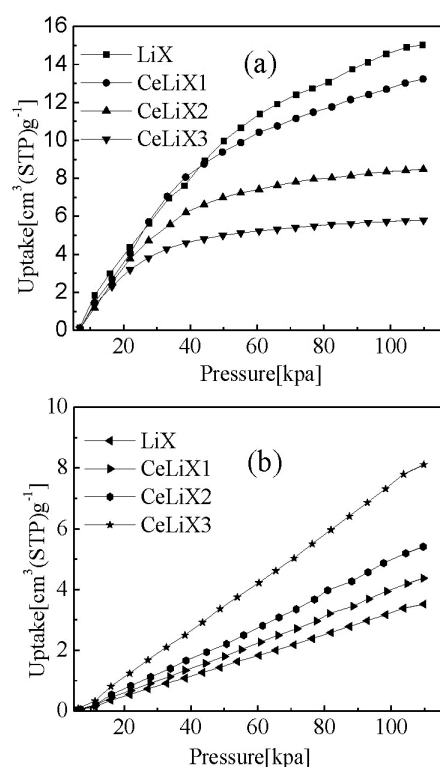 16
14
12
10
8
6
4
2
0
LiX
CeLiX1
CeLiX2
CeLiX3
(a)
Uptake[cm³(STP)g⁻¹]
20 40 60 80 100
Pressure[kpa]
10
8
6
4
2
0
LiX
CeLiX1
CeLiX2
CeLiX3
(b)
Uptake[cm³(STP)g⁻¹]
20 40 60 80 100
Pressure[kpa]